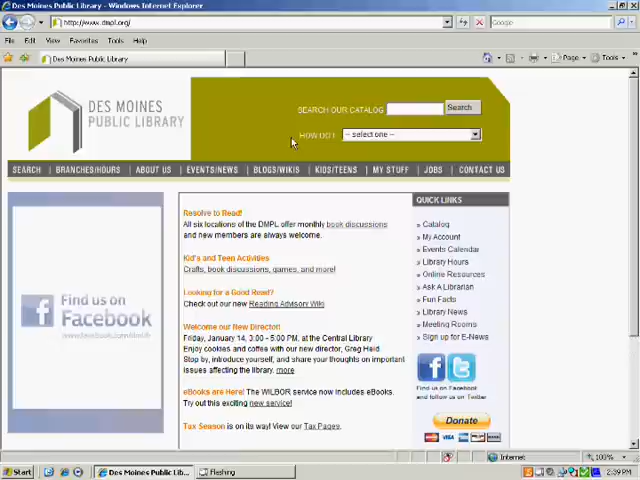 Des Moines Public Library - Windows Internet Explorer
http://www.dmpl.org/
Google
File Edit View Favorites Tools Help
Des Moines Public Library
Page Tools
DES MOINES
PUBLIC LIBRARY
SEARCH OUR CATALOG Search
HOW DO I -- select one --
SEARCH BRANCHES/HOURS ABOUT US EVENTS/NEWS BLOGS/WIKIS KIDS/TEENS MY STUFF JOBS CONTACT US
Find us on
Facebook
Resolve to Read!
All six locations of the DMPL offer monthly book discussions
and new members are always welcome.
Kid's and Teen Activities
Crafts, book discussions, games, and more!
Looking for a Good Read?
Check out our new Reading Advisory Wiki
Welcome our New Director!
Friday, January 14, 3:00 - 5:00 PM, at the Central Library
Enjoy cookies and coffee with our new director, Greg Heid
Stop by, introduce yourself, and share your thoughts on important
issues affecting the library. more
eBooks are Here! The WILBOR service now includes eBooks.
Try out this exciting new service!
Tax Season is on its way! View our Tax Pages.
QUICK LINKS
» Catalog
» My Account
» Events Calendar
» Library Hours
» Online Resources
» Ask A Librarian
» Fun Facts
» Library News
» Meeting Rooms
» Sign up for E-News
Find us on Facebook
and follow us on Twitter
Donate
VISA
Internet 100%
Start Des Moines Public Lib... Flashing 2:39 PM